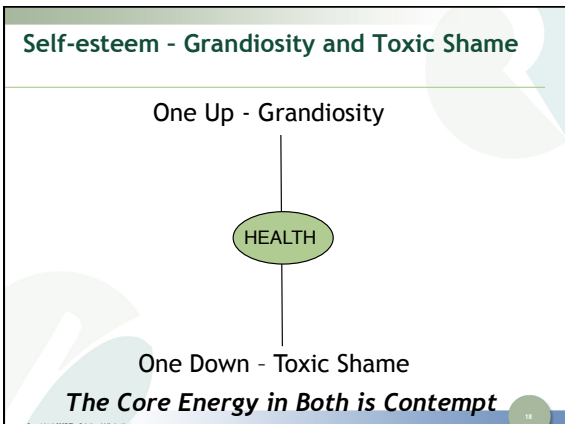 Self-esteem – Grandiosity and Toxic Shame
One Up - Grandiosity
HEALTH
One Down – Toxic Shame
The Core Energy in Both is Contempt
18